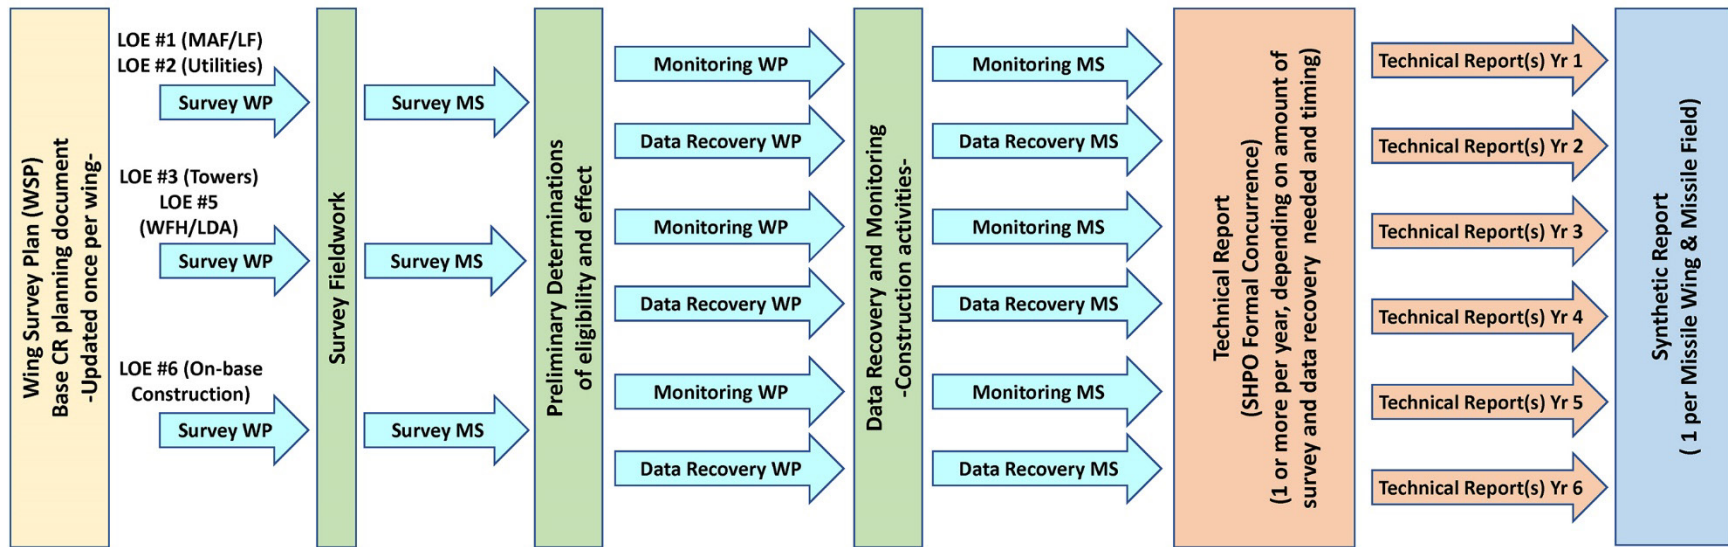 Wing Survey Plan (WSP)
Base CR planning document
-Updated once per wing-
LOE #1 (MAF/LF)
LOE #2 (Utilities)
Survey WP
LOE #3 (Towers)
LOE #5
(WFH/LDA)
Survey WP
LOE #6 (On-base
Construction)
Survey WP
Survey Fieldwork
Survey MS
Survey MS
Survey MS
Preliminary Determinations
of eligibility and effect
Monitoring WP
Data Recovery WP
Monitoring WP
Data Recovery WP
Monitoring WP
Data Recovery WP
Data Recovery and Monitoring
-Construction activities-
Monitoring MS
Data Recovery MS
Monitoring MS
Data Recovery MS
Monitoring MS
Data Recovery MS
Technical Report
(SHPO Formal Concurrence)
(1 or more per year, depending on amount of
survey and data recovery needed and timing)
Technical Report(s) Yr 1
Technical Report(s) Yr 2
Technical Report(s) Yr 3
Technical Report(s) Yr 4
Technical Report(s) Yr 5
Technical Report(s) Yr 6
Synthetic Report
( 1 per Missile Wing & Missile Field)